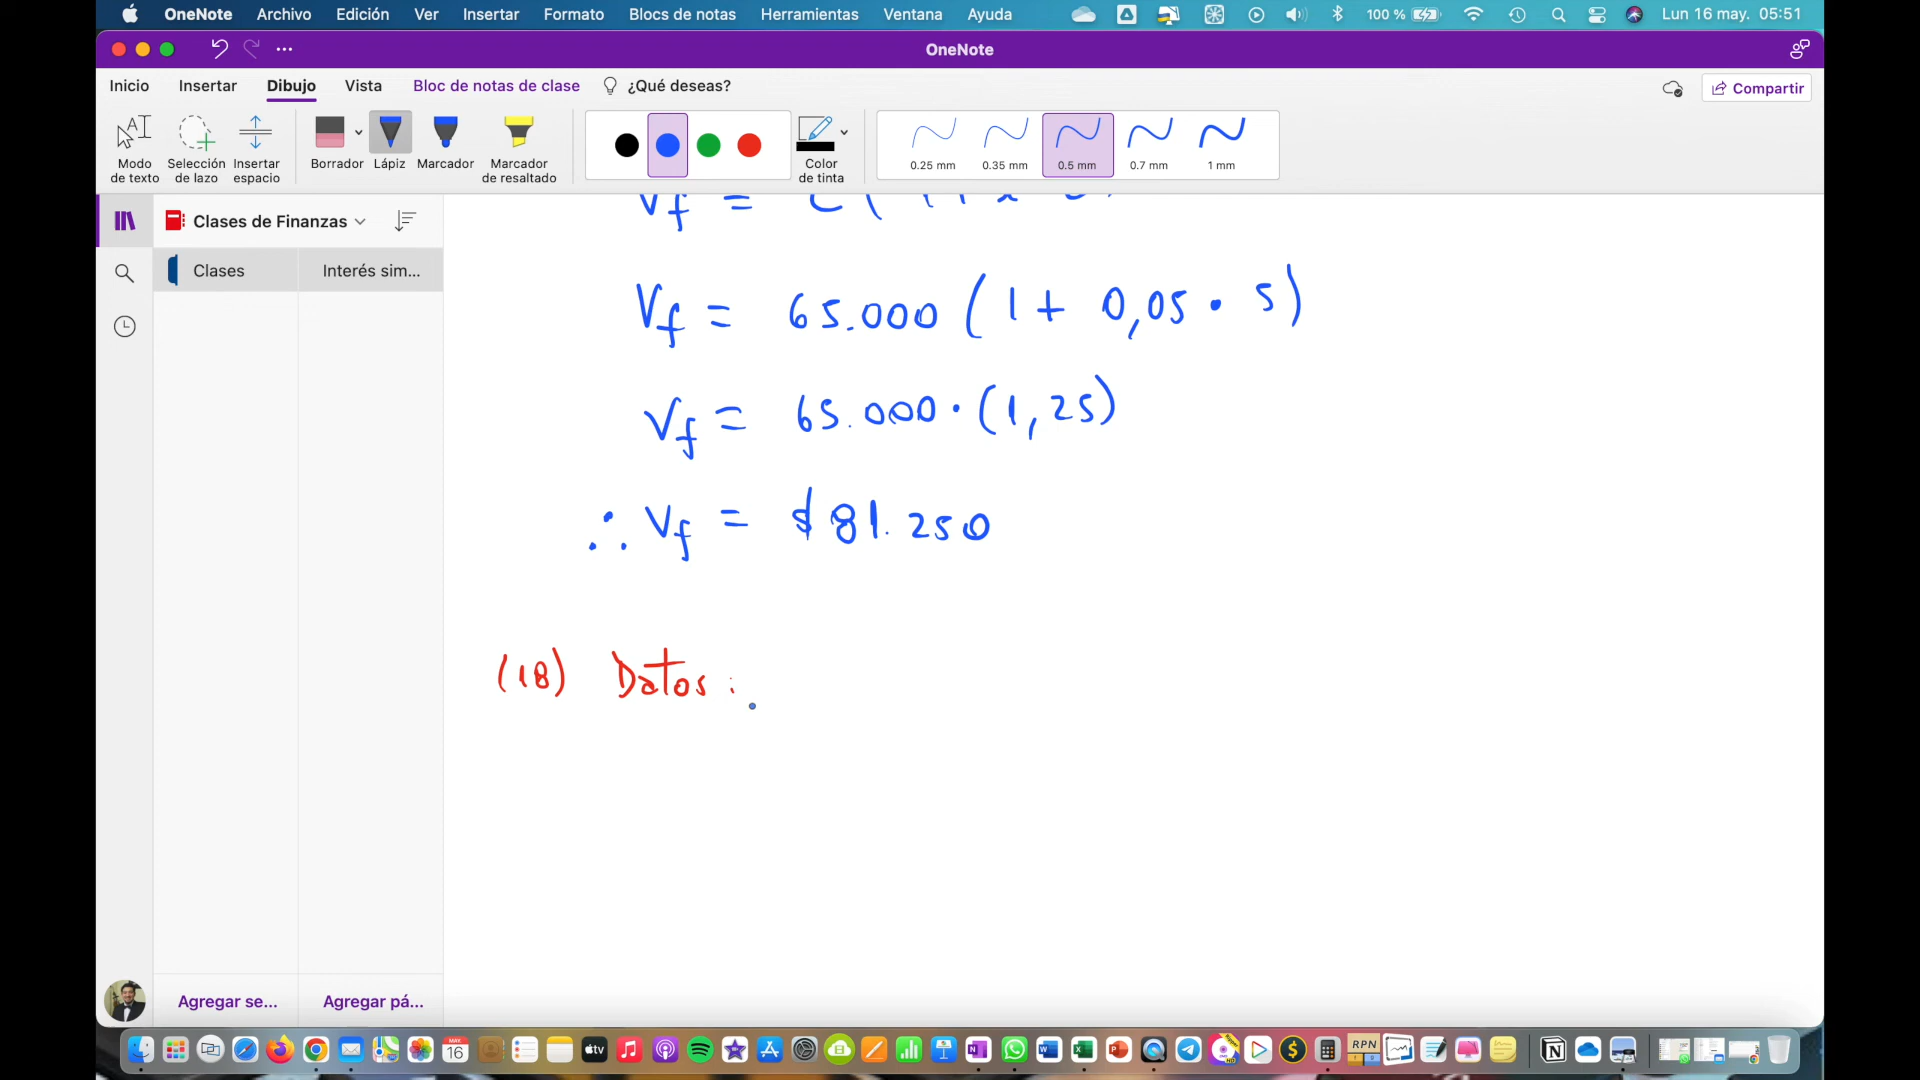 OneNote Archivo Edición Ver Insertar Formato Blocs de notas Herramientas Ventana Ayuda 100 % Lun 16 may. 05:51
OneNote
Inicio Insertar Dibujo Vista Bloc de notas de clase ¿Qué deseas? Compartir
Modo de texto
Selección de lazo
Insertar espacio
Borrador
Lápiz
Marcador
Marcador de resaltado
Color de tinta
0.25 mm 0.35 mm 0.5 mm 0.7 mm 1 mm
Clases de Finanzas
Clases Interés sim...
Vf = 65.000 (1 + 0,05 • 5)
Vf = 65.000 • (1,25)
∴ Vf = $81.250
(18) Datos :
Agregar se... Agregar pá...
MAY 16
tv
RPN